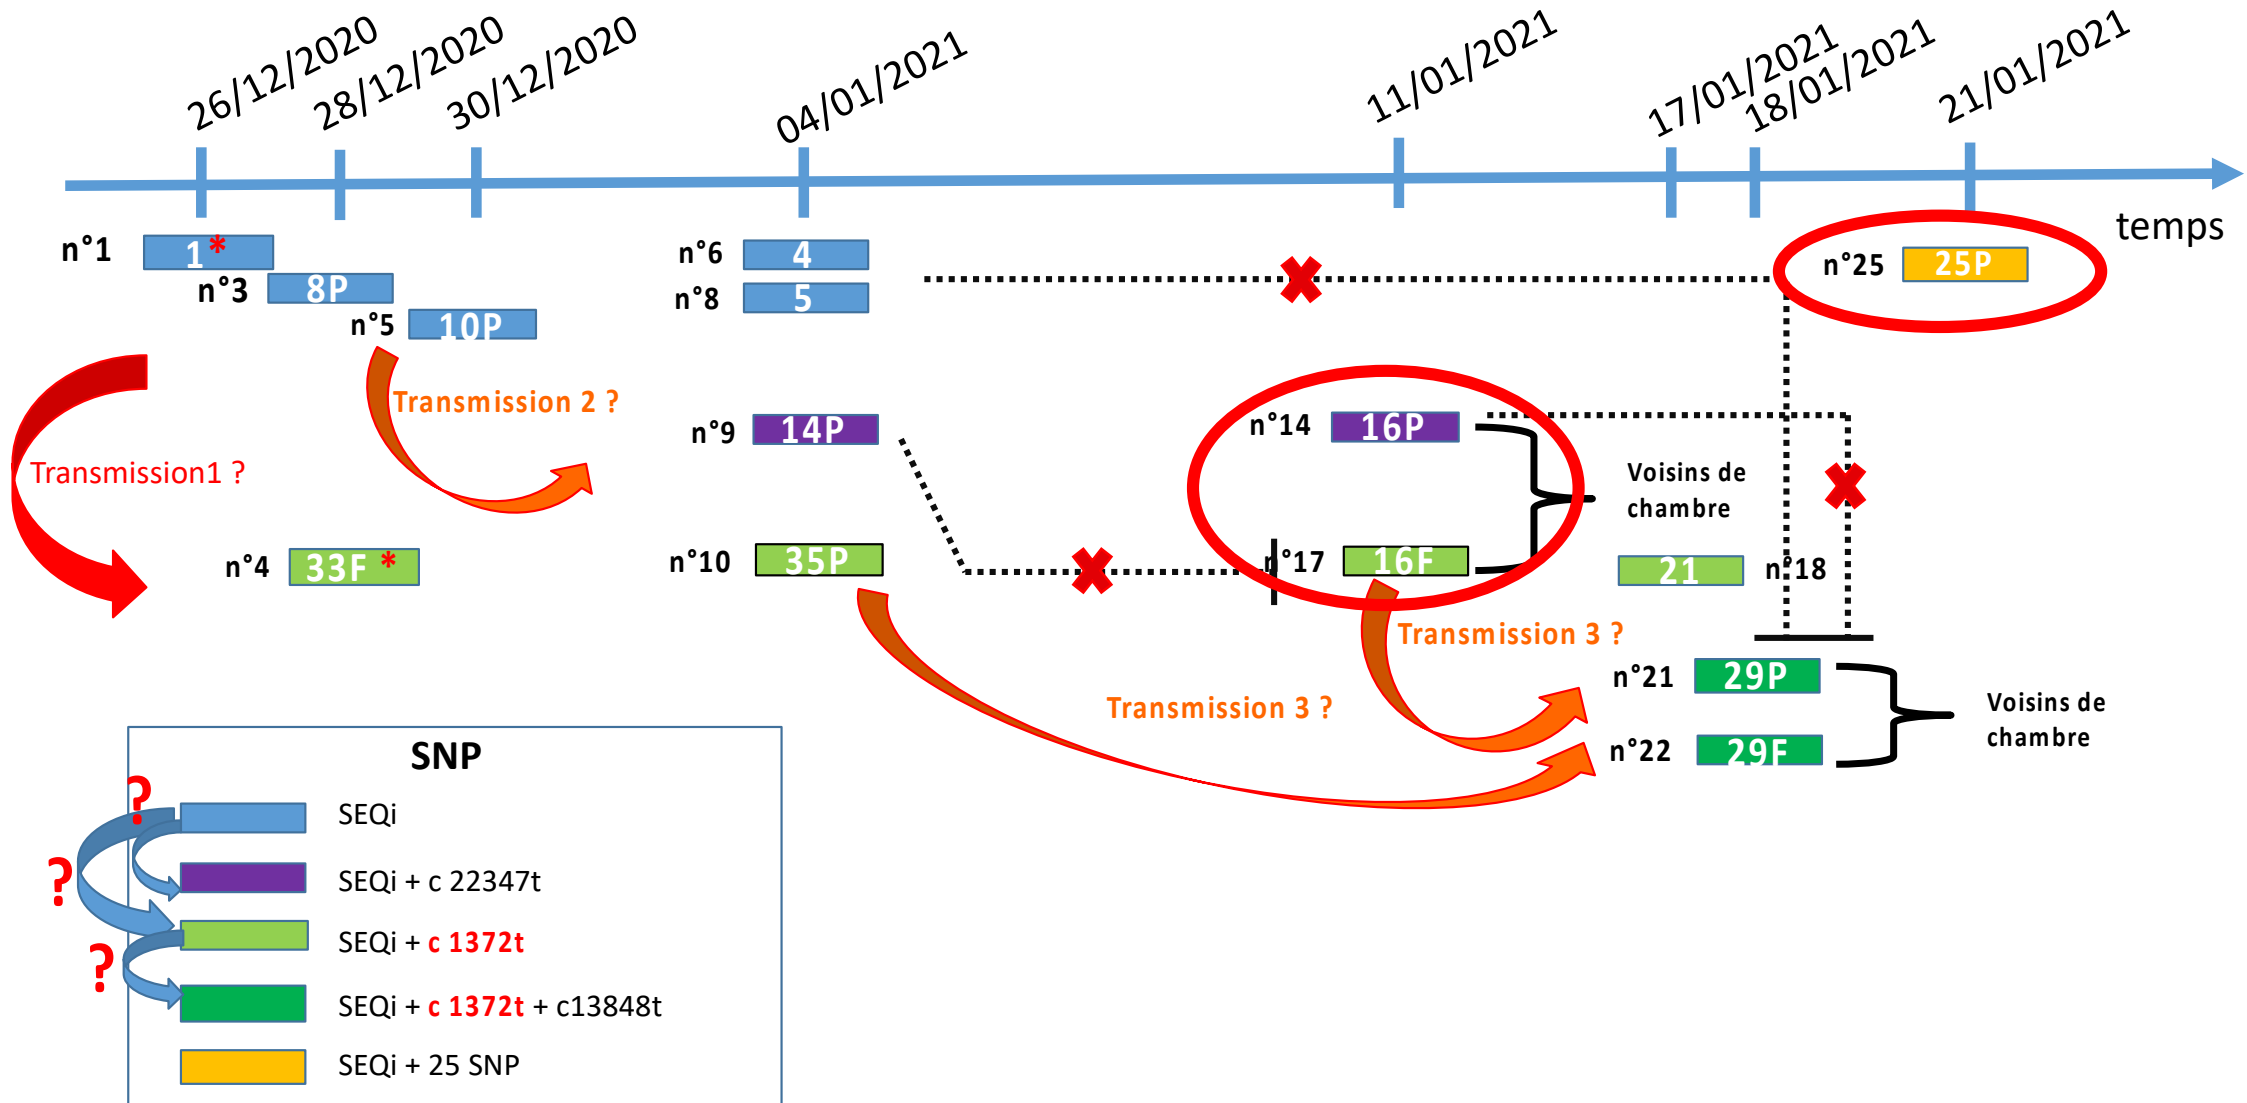 26/12/2020
28/12/2020
30/12/2020
04/01/2021
11/01/2021
17/01/2021
18/01/2021
21/01/2021
temps
n°1
1 *
n°3
8P
n°5
10P
n°6
4
n°8
5
n°25
25P
Transmission1 ?
Transmission 2 ?
n°9
14P
n°14
16P
Voisins de
chambre
n°4
33F *
n°10
35P
n°17
16F
21
n°18
Transmission 3 ?
Transmission 3 ?
n°21
29P
n°22
29F
Voisins de
chambre
SNP
?
SEQi
?
SEQi + c 22347t
SEQi + c 1372t
?
SEQi + c 1372t + c13848t
SEQi + 25 SNP